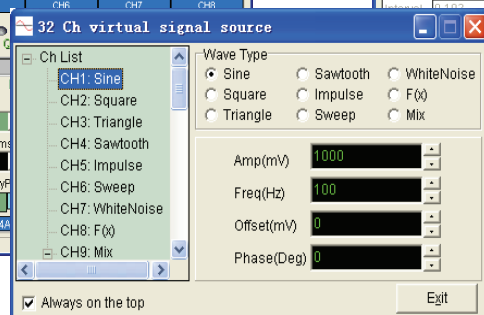 CH6 CH7 CH8
32 Ch virtual signal source
Ch List
CH1: Sine
CH2: Square
CH3: Triangle
CH4: Sawtooth
CH5: Impulse
CH6: Sweep
CH7: WhiteNoise
CH8: F(x)
CH9: Mix
Wave Type
Sine Sawtooth WhiteNoise
Square Impulse F(x)
Triangle Sweep Mix
Amp(mV) 1000
Freq(Hz) 100
Offset(mV) 0
Phase(Deg) 0
Always on the top
Exit